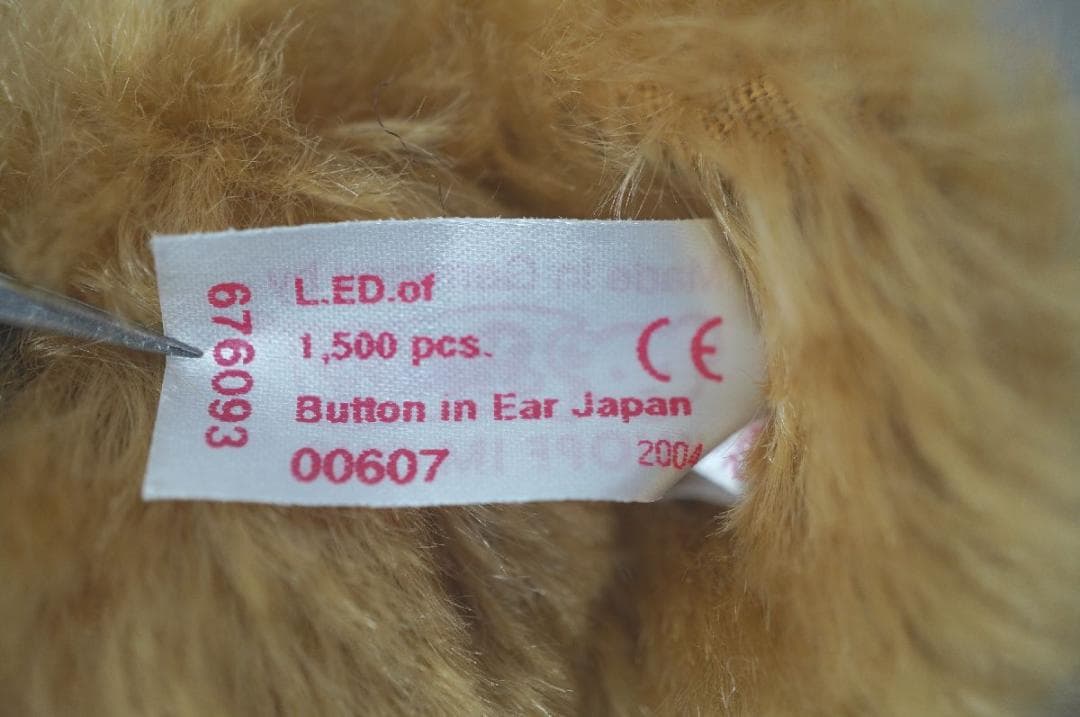 676093
L.ED.of
1,500 pcs.
CE
Button in Ear Japan
00607
2004